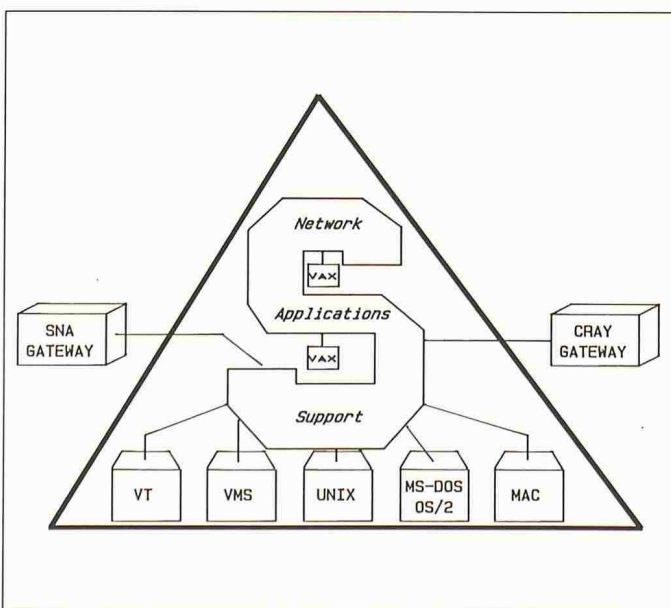 Network
VAX
Applications
SNA
GATEWAY
CRAY
GATEWAY
VAX
Support
VT
VMS
UNIX
MS-DOS
OS/2
MAC